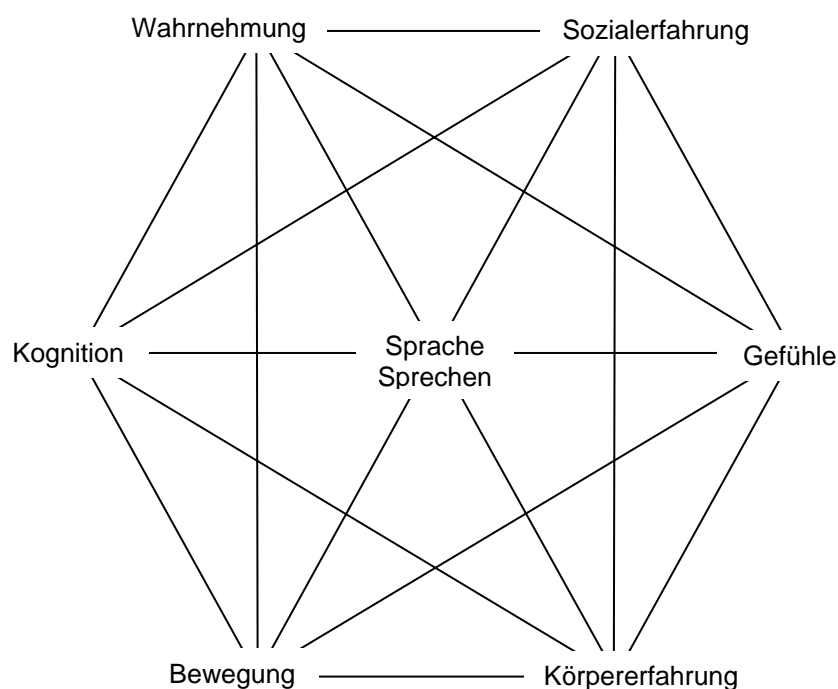 Wahrnehmung
Sozialerfahrung
Kognition
Sprache
Sprechen
Gefühle
Bewegung
Körpererfahrung